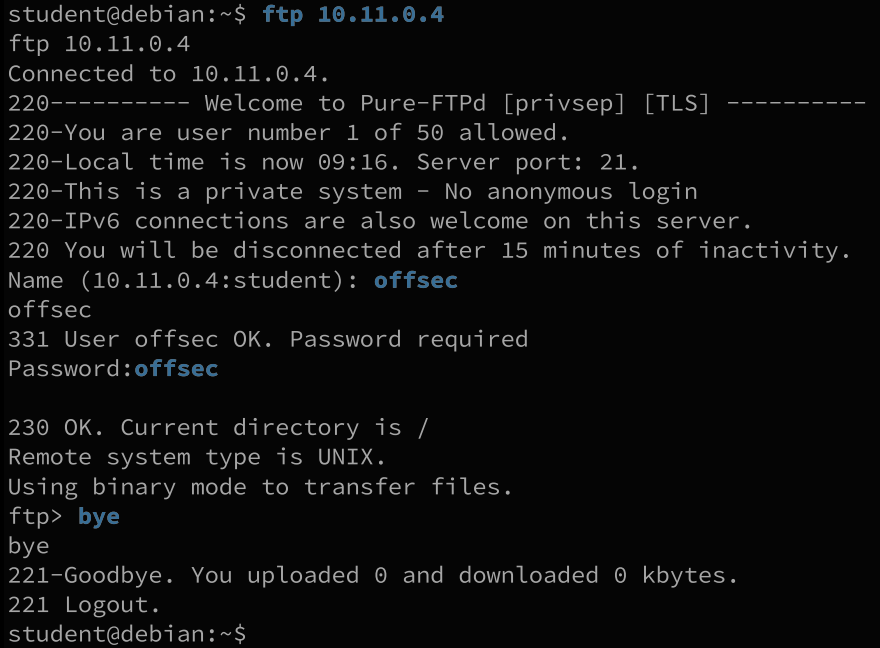 student@debian:~$ ftp 10.11.0.4
ftp 10.11.0.4
Connected to 10.11.0.4.
220---------- Welcome to Pure-FTPd [privsep] [TLS] ----------
220-You are user number 1 of 50 allowed.
220-Local time is now 09:16. Server port: 21.
220-This is a private system - No anonymous login
220-IPv6 connections are also welcome on this server.
220 You will be disconnected after 15 minutes of inactivity.
Name (10.11.0.4:student): offsec
offsec
331 User offsec OK. Password required
Password:offsec
230 OK. Current directory is /
Remote system type is UNIX.
Using binary mode to transfer files.
ftp> bye
bye
221-Goodbye. You uploaded 0 and downloaded 0 kbytes.
221 Logout.
student@debian:~$